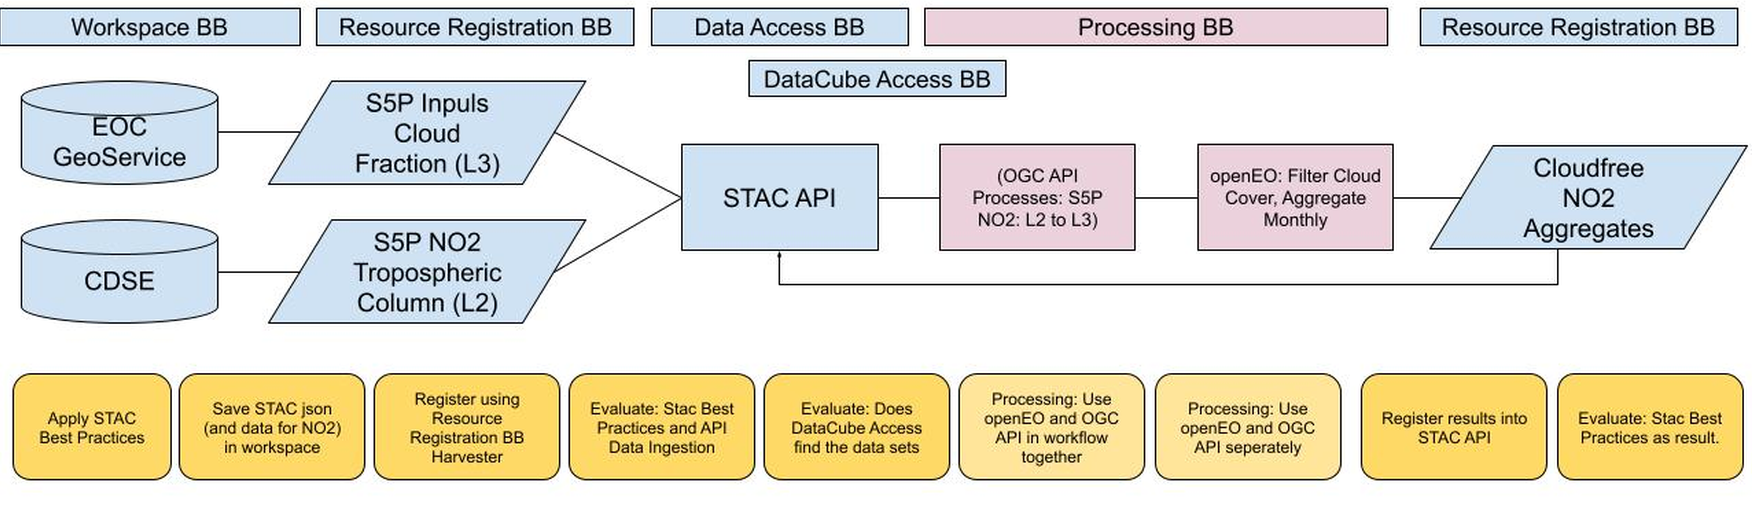 Workspace BB
Resource Registration BB
Data Access BB
Processing BB
Resource Registration BB
DataCube Access BB
EOC
GeoService
S5P Inpuls
Cloud
Fraction (L3)
CDSE
S5P NO2
Tropospheric
Column (L2)
STAC API
(OGC API
Processes: S5P
NO2: L2 to L3)
openEO: Filter Cloud
Cover, Aggregate
Monthly
Cloudfree
NO2
Aggregates
Apply STAC
Best Practices
Save STAC json
(and data for NO2)
in workspace
Register using
Resource
Registration BB
Harvester
Evaluate: Stac Best
Practices and API
Data Ingestion
Evaluate: Does
DataCube Access
find the data sets
Processing: Use
openEO and OGC
API in workflow
together
Processing: Use
openEO and OGC
API seperately
Register results into
STAC API
Evaluate: Stac Best
Practices as result.